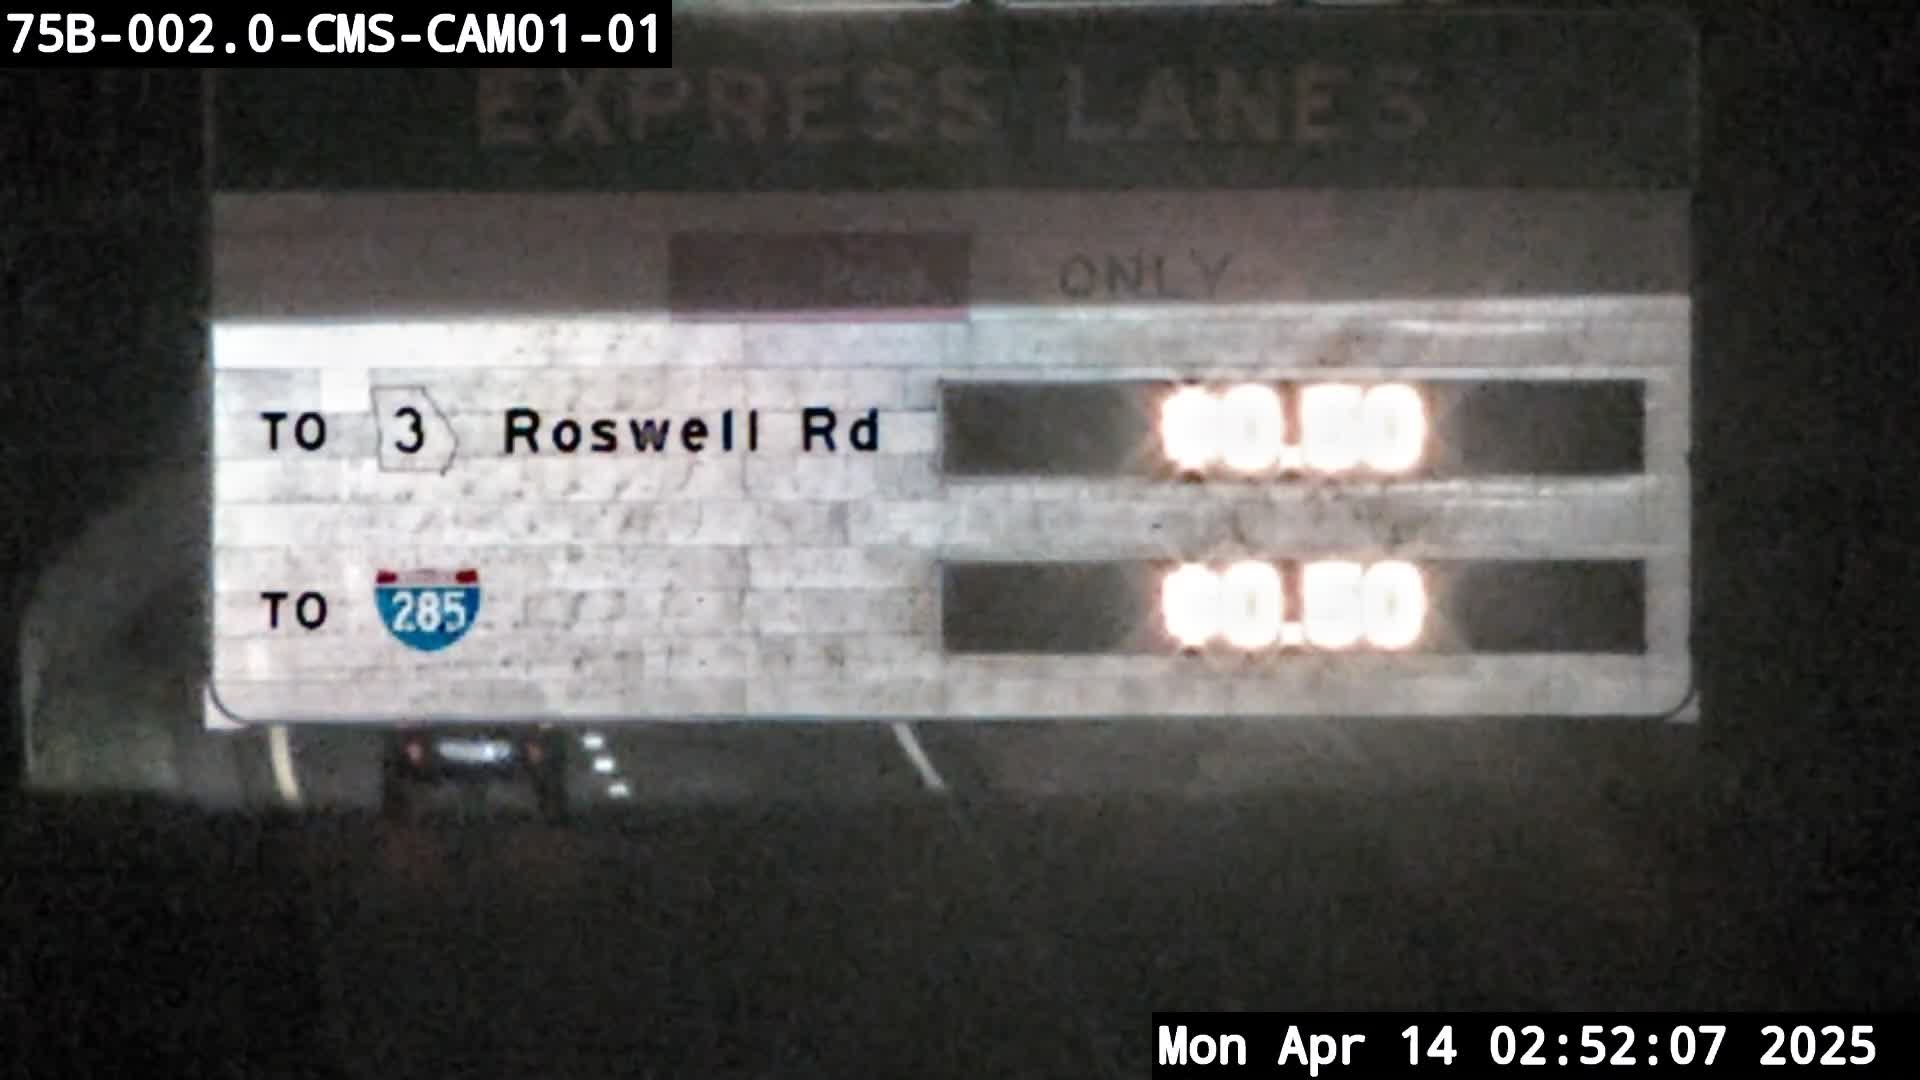 75B-002.0-CMS-CAM01-01
EXPRESS LANES
ONLY
TO 3 Roswell Rd $0.50
TO 285 $0.50
Mon Apr 14 02:52:07 2025